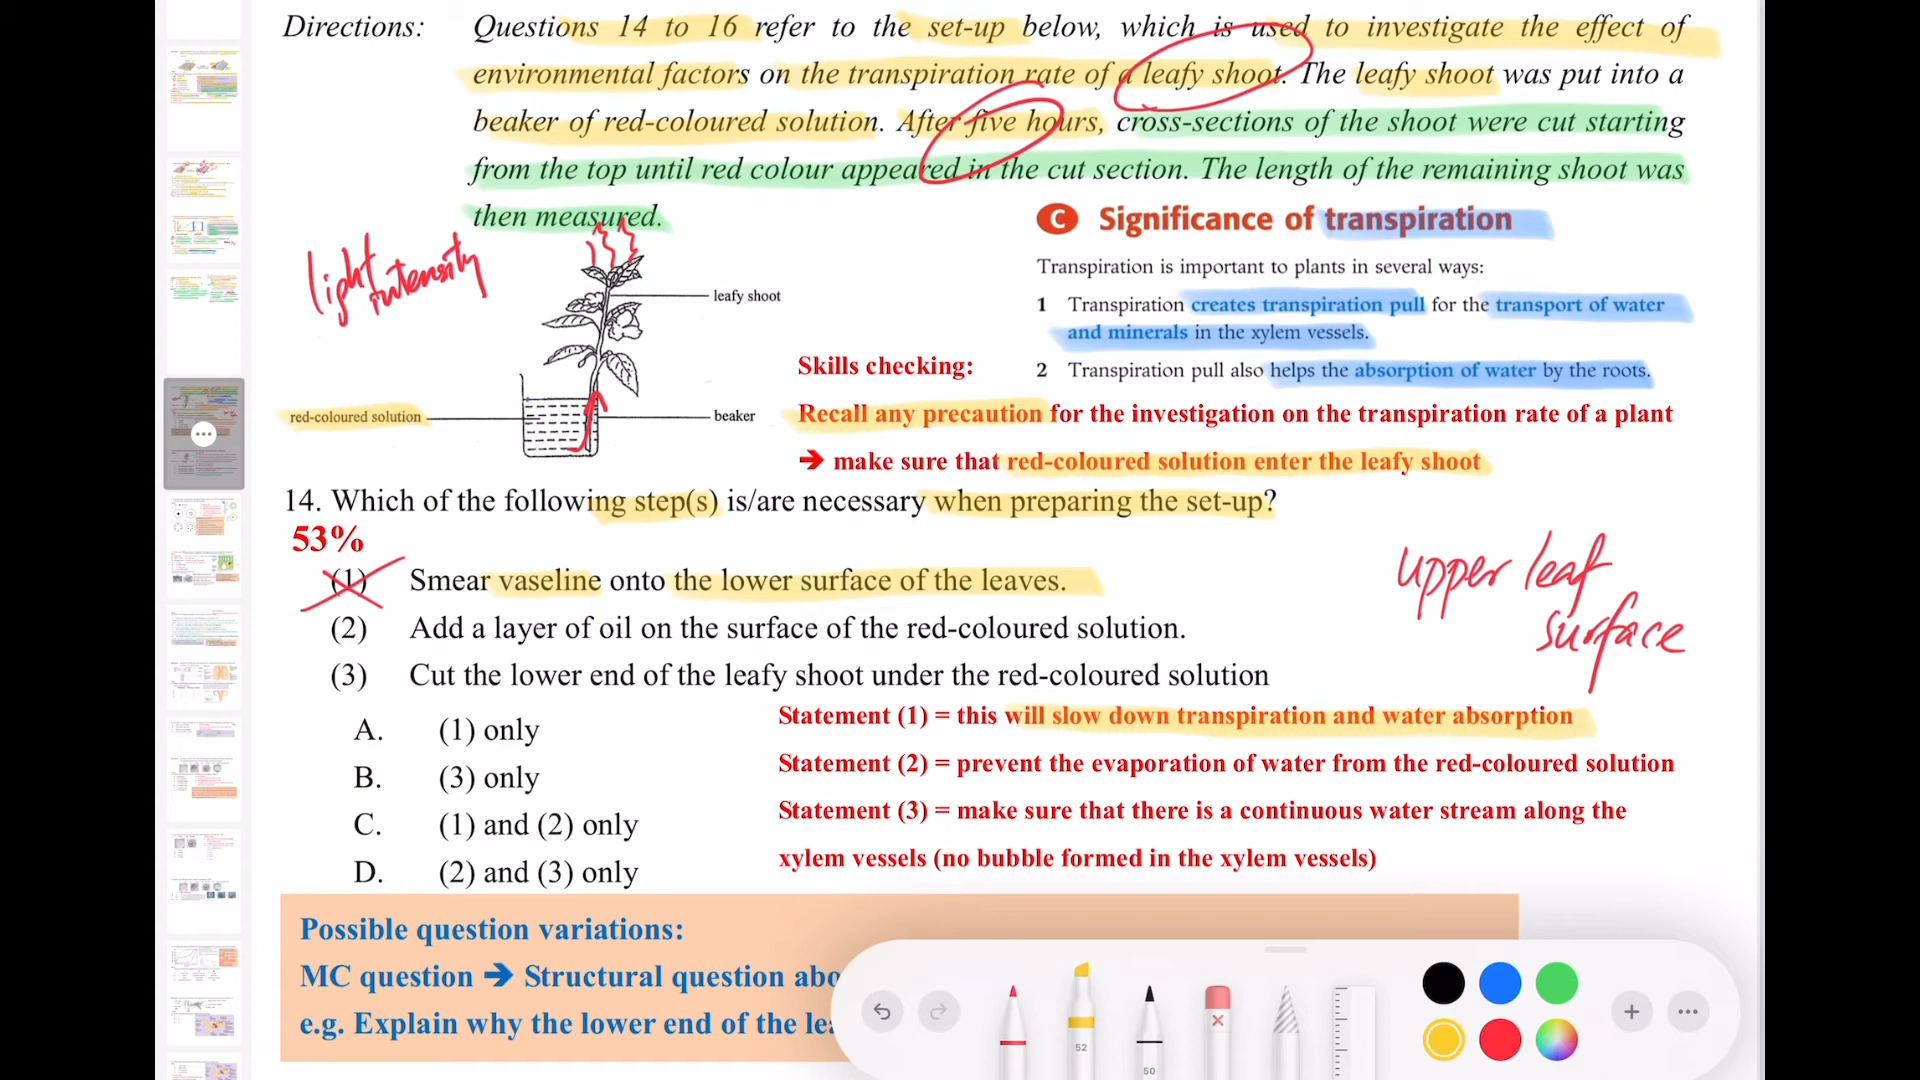 Directions: Questions 14 to 16 refer to the set-up below, which is used to investigate the effect of
environmental factors on the transpiration rate of a leafy shoot. The leafy shoot was put into a
beaker of red-coloured solution. After five hours, cross-sections of the shoot were cut starting
from the top until red colour appeared in the cut section. The length of the remaining shoot was
then measured.
light
intensity
leafy shoot
red-coloured solution
beaker
C Significance of transpiration
Transpiration is important to plants in several ways:
1 Transpiration creates transpiration pull for the transport of water
and minerals in the xylem vessels.
2 Transpiration pull also helps the absorption of water by the roots.
Skills checking:
Recall any precaution for the investigation on the transpiration rate of a plant
➔ make sure that red-coloured solution enter the leafy shoot
14. Which of the following step(s) is/are necessary when preparing the set-up?
53%
(1) Smear vaseline onto the lower surface of the leaves.
(2) Add a layer of oil on the surface of the red-coloured solution.
(3) Cut the lower end of the leafy shoot under the red-coloured solution
upper leaf
surface
A. (1) only
B. (3) only
C. (1) and (2) only
D. (2) and (3) only
Statement (1) = this will slow down transpiration and water absorption
Statement (2) = prevent the evaporation of water from the red-coloured solution
Statement (3) = make sure that there is a continuous water stream along the
xylem vessels (no bubble formed in the xylem vessels)
Possible question variations:
MC question ➔ Structural question abo
e.g. Explain why the lower end of the lea
52
50